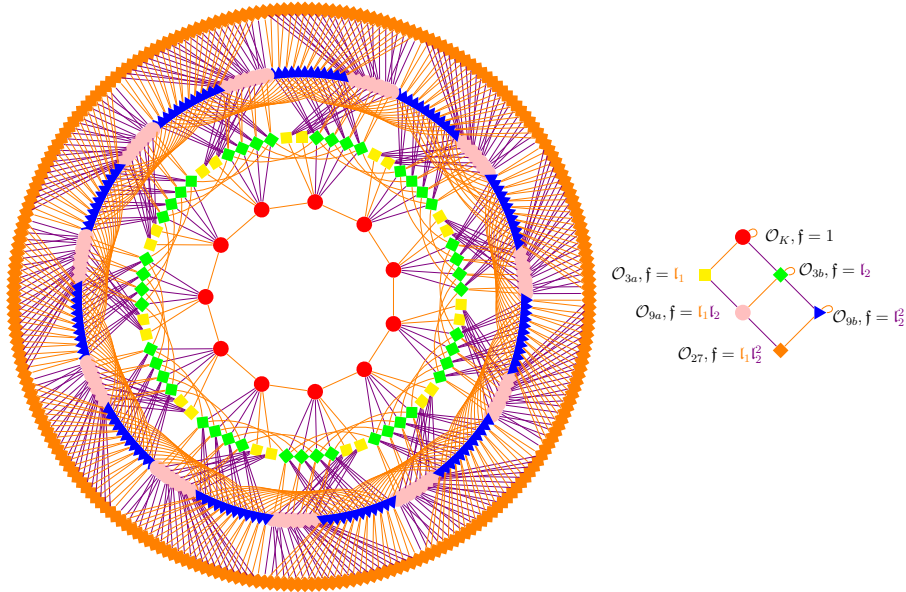 𝒪_K, 𝔣 = 1
𝒪_{3a}, 𝔣 = 𝔩_1
𝒪_{3b}, 𝔣 = 𝔩_2
𝒪_{9a}, 𝔣 = 𝔩_1𝔩_2
𝒪_{9b}, 𝔣 = 𝔩_2^2
𝒪_{27}, 𝔣 = 𝔩_1𝔩_2^2